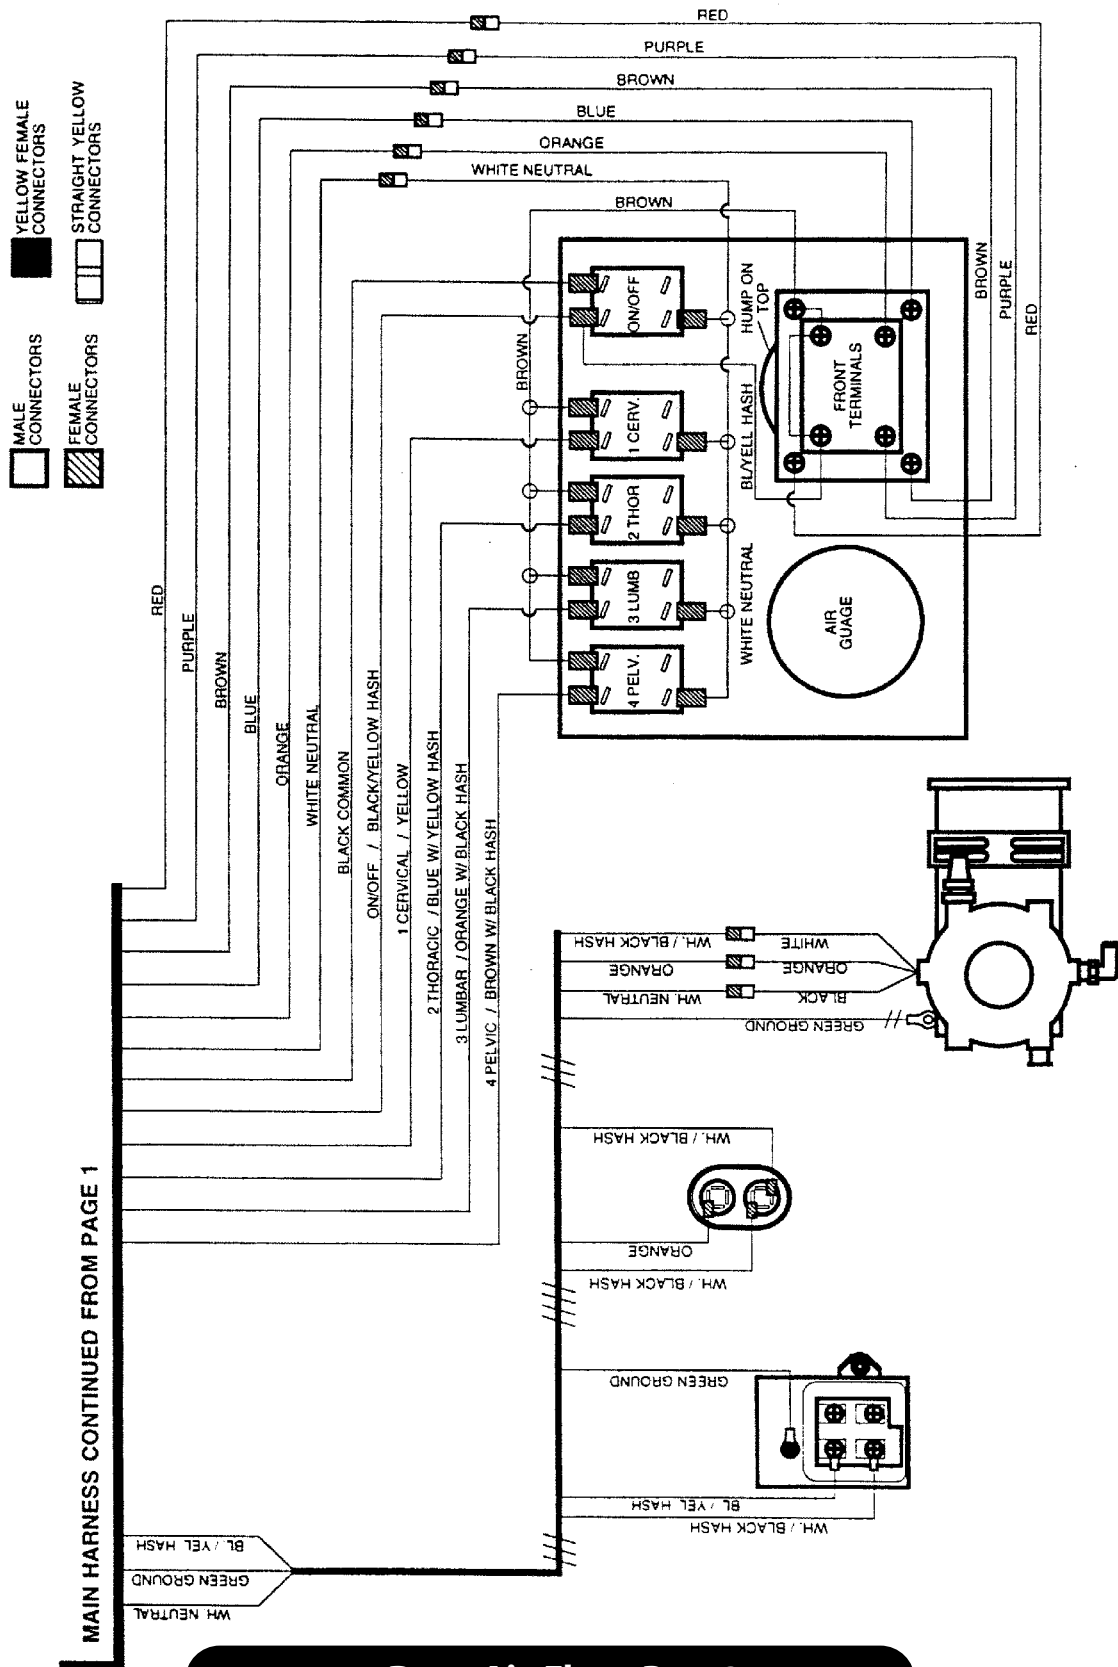 RED
PURPLE
BROWN
BLUE
ORANGE
WHITE NEUTRAL
BROWN
YELLOW FEMALE
CONNECTORS
STRAIGHT YELLOW
CONNECTORS
MALE
CONNECTORS
FEMALE
CONNECTORS
ON/OFF
1 CERV.
2 THOR
3 LUMB
4 PELV.
BROWN
HUMP ON
TOP
BL/YELL HASH
WHITE NEUTRAL
FRONT
TERMINALS
AIR
GUAGE
BROWN
PURPLE
RED
RED
PURPLE
BROWN
BLUE
ORANGE
WHITE NEUTRAL
BLACK COMMON
ON/OFF / BLACK/YELLOW HASH
1 CERVICAL / YELLOW
2 THORACIC / BLUE W/ YELLOW HASH
3 LUMBAR / ORANGE W/ BLACK HASH
4 PELVIC / BROWN W/ BLACK HASH
MAIN HARNESS CONTINUED FROM PAGE 1
WH. / BLACK HASH
WHITE
ORANGE
ORANGE
WH. NEUTRAL
BLACK
GREEN GROUND
WH. / BLACK HASH
ORANGE
WH. / BLACK HASH
GREEN GROUND
BL / YEL HASH
WH. / BLACK HASH
BL. / YEL HASH
GREEN GROUND
WH. NEUTRAL